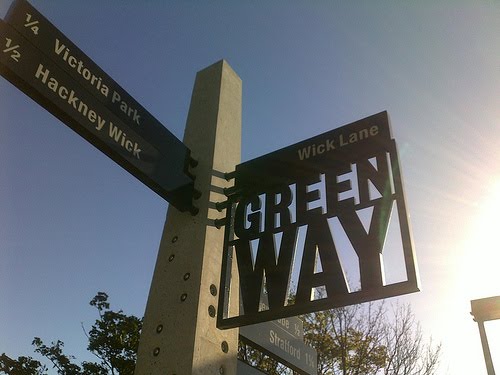 1/4 Victoria Park
1/2 Hackney Wick
Wick Lane
GREEN
WAY
Stratford